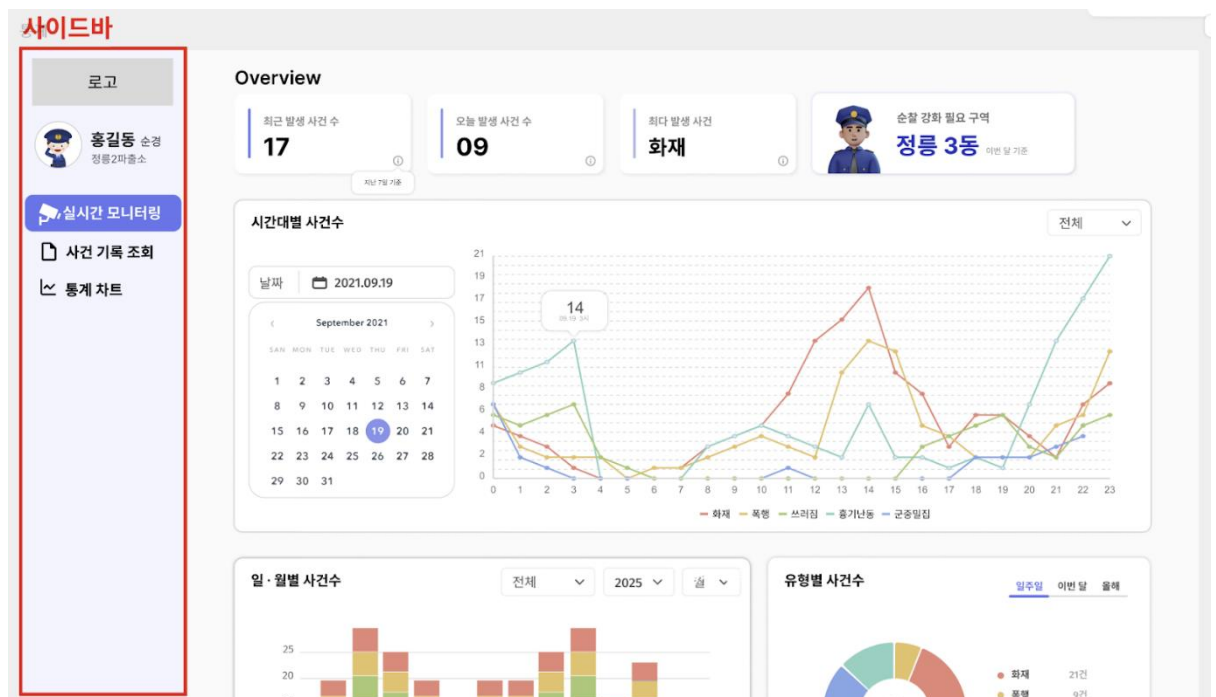 사이드바
로고
홍길동 순경
정릉2파출소
실시간 모니터링
사건 기록 조회
통계 차트
Overview
최근 발생 사건 수
17
지난 7일 기준
오늘 발생 사건 수
09
최다 발생 사건
화재
순찰 강화 필요 구역
정릉 3동 이번 달 기준
시간대별 사건수
전체
날짜 2021.09.19
September 2021
SAN MON TUE WED THU FRI SAT
1 2 3 4 5 6 7
8 9 10 11 12 13 14
15 16 17 18 19 20 21
22 23 24 25 26 27 28
29 30 31
21
19
17
15
13
11
8
6
4
2
0
14
09.19
0 1 2 3 4 5 6 7 8 9 10 11 12 13 14 15 16 17 18 19 20 21 22 23
화재 폭행 쓰러짐 흉기난동 군중밀집
일 · 월별 사건수
전체 2025 월
25
20
유형별 사건수
일주일 이번 달 올해
화재 21건
폭행 9건